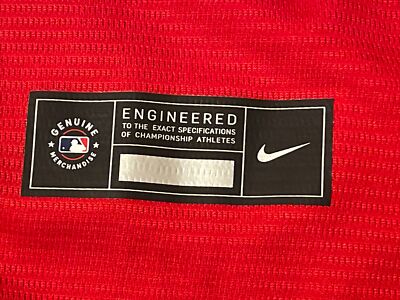 GENUINE
MERCHANDISE
ENGINEERED
TO THE EXACT SPECIFICATIONS
OF CHAMPIONSHIP ATHLETES